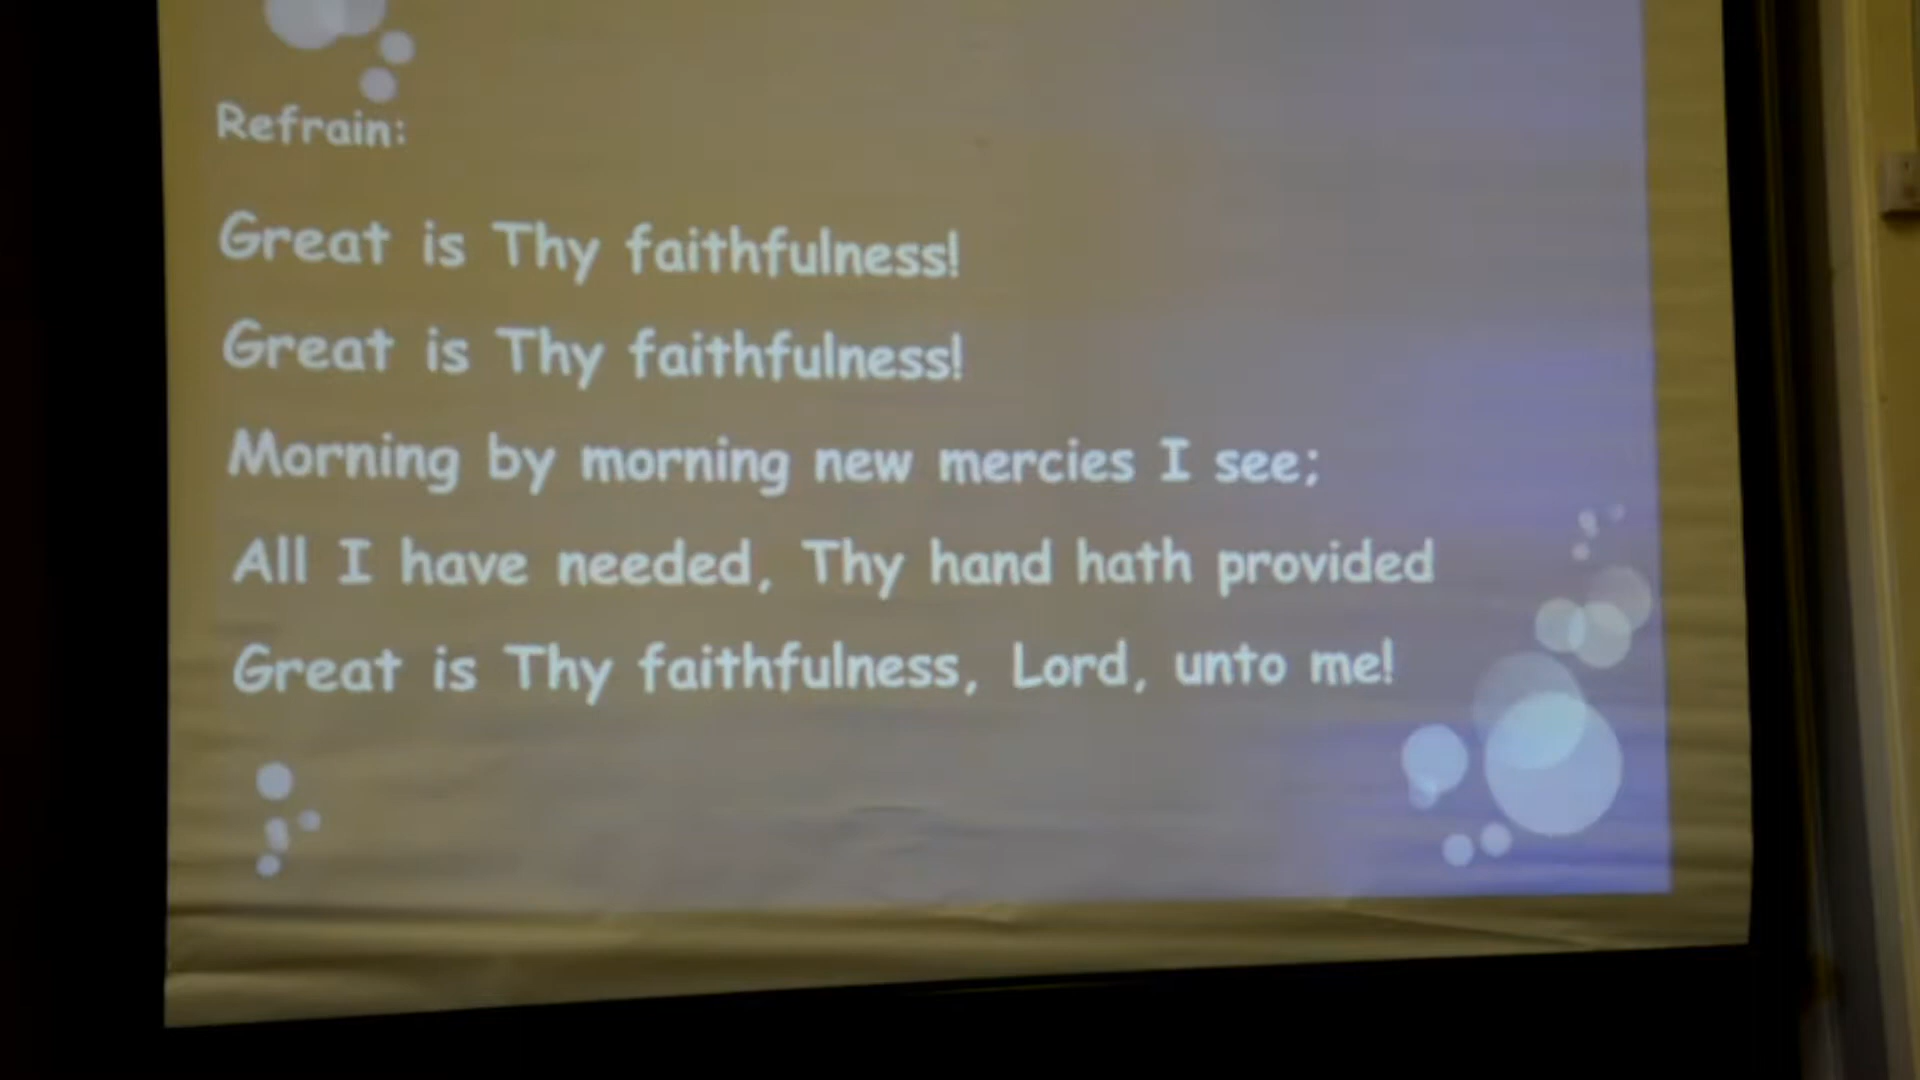 Refrain:
Great is Thy faithfulness!
Great is Thy faithfulness!
Morning by morning new mercies I see;
All I have needed, Thy hand hath provided
Great is Thy faithfulness, Lord, unto me!